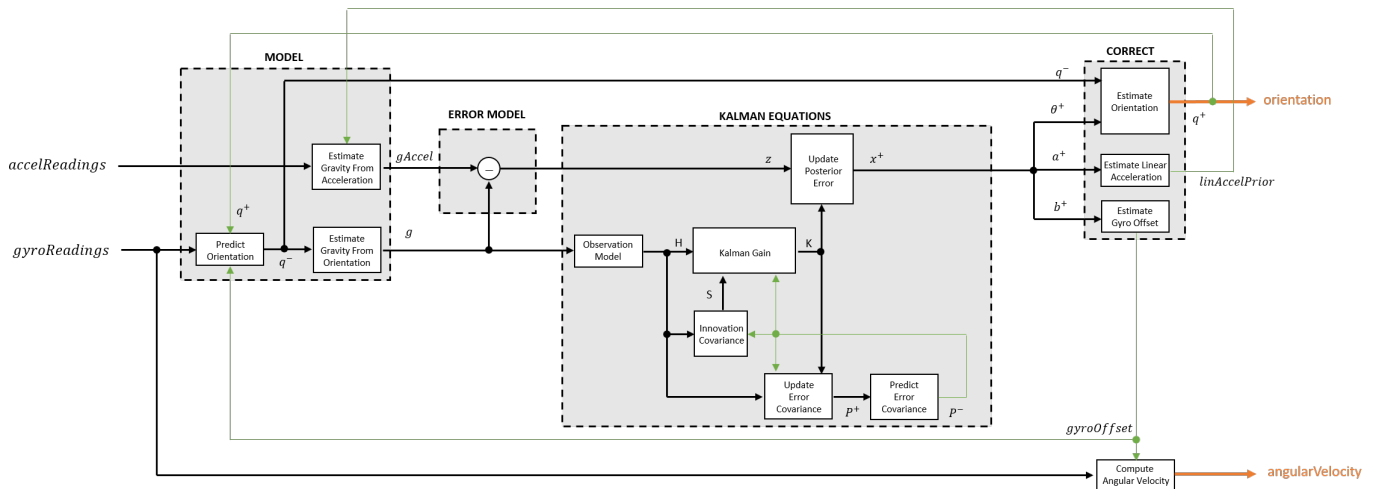 MODEL
CORRECT
ERROR MODEL
KALMAN EQUATIONS
q⁻
Estimate
Orientation
orientation
q⁺
θ⁺
accelReadings
Estimate
Gravity From
Acceleration
gAccel
−
z
Update
Posterior
Error
x⁺
a⁺
Estimate Linear
Acceleration
linAccelPrior
q⁺
b⁺
Estimate
Gyro Offset
gyroReadings
Predict
Orientation
q⁻
Estimate
Gravity From
Orientation
g
Observation
Model
H
Kalman Gain
K
S
Innovation
Covariance
Update
Error
Covariance
P⁺
Predict
Error
Covariance
P⁻
gyroOffset
Compute
Angular Velocity
angularVelocity